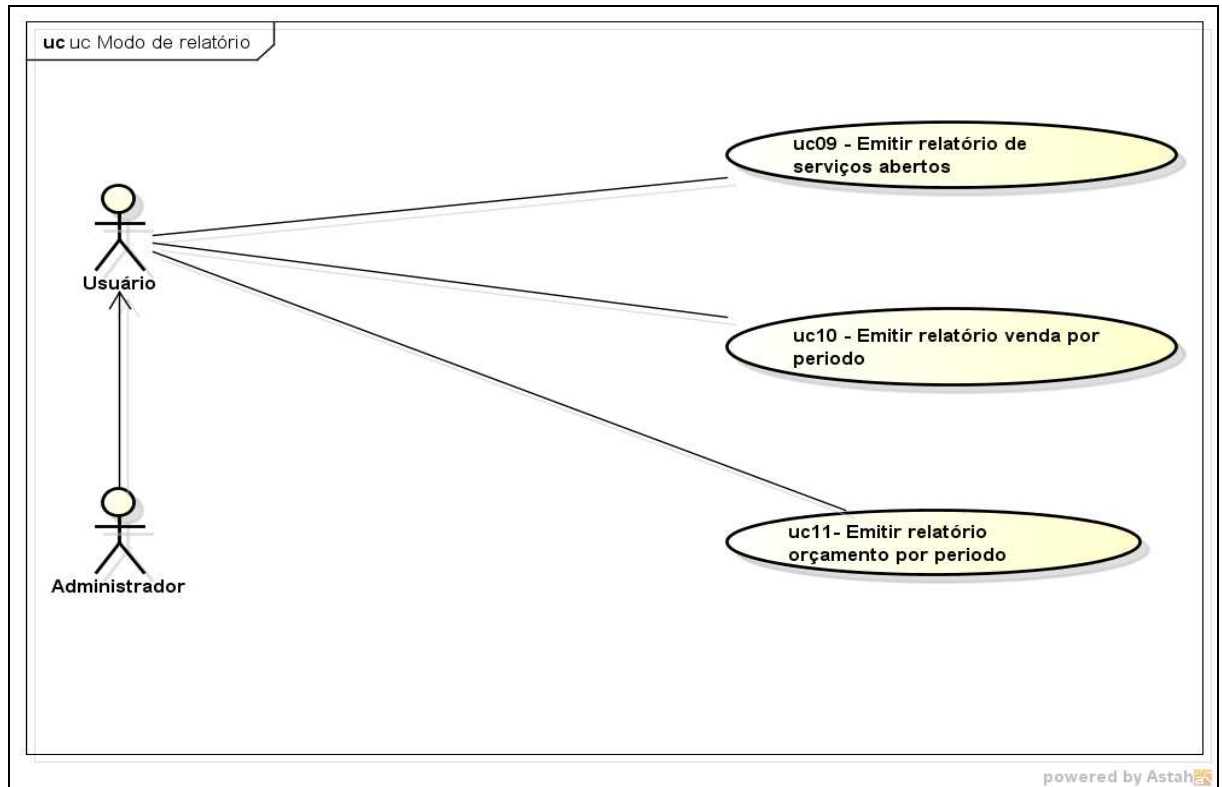 uc uc Modo de relatório
uc09 - Emitir relatório de
serviços abertos
Usuário
uc10 - Emitir relatório venda por
periodo
uc11- Emitir relatório
orçamento por periodo
Administrador
powered by Astah